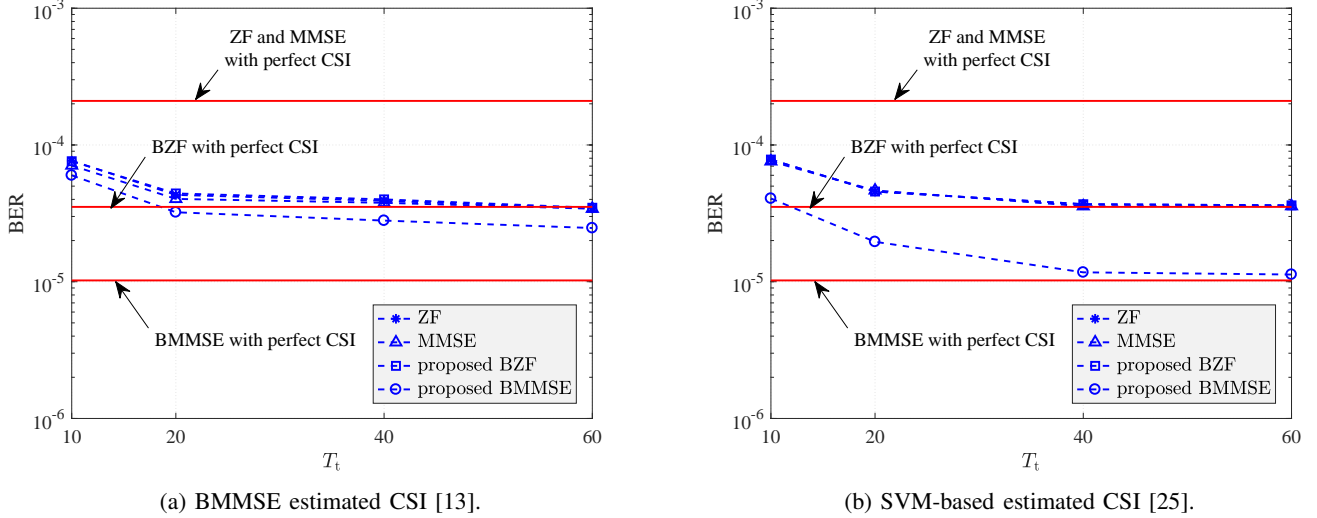 10^-3
ZF and MMSE
with perfect CSI
10^-4
BZF with perfect CSI
BER
10^-5
BMMSE with perfect CSI
ZF
MMSE
proposed BZF
proposed BMMSE
10^-6
10 20 40 60
T_t
(a) BMMSE estimated CSI [13].
10^-3
ZF and MMSE
with perfect CSI
10^-4
BZF with perfect CSI
BER
10^-5
BMMSE with perfect CSI
ZF
MMSE
proposed BZF
proposed BMMSE
10^-6
10 20 40 60
T_t
(b) SVM-based estimated CSI [25].